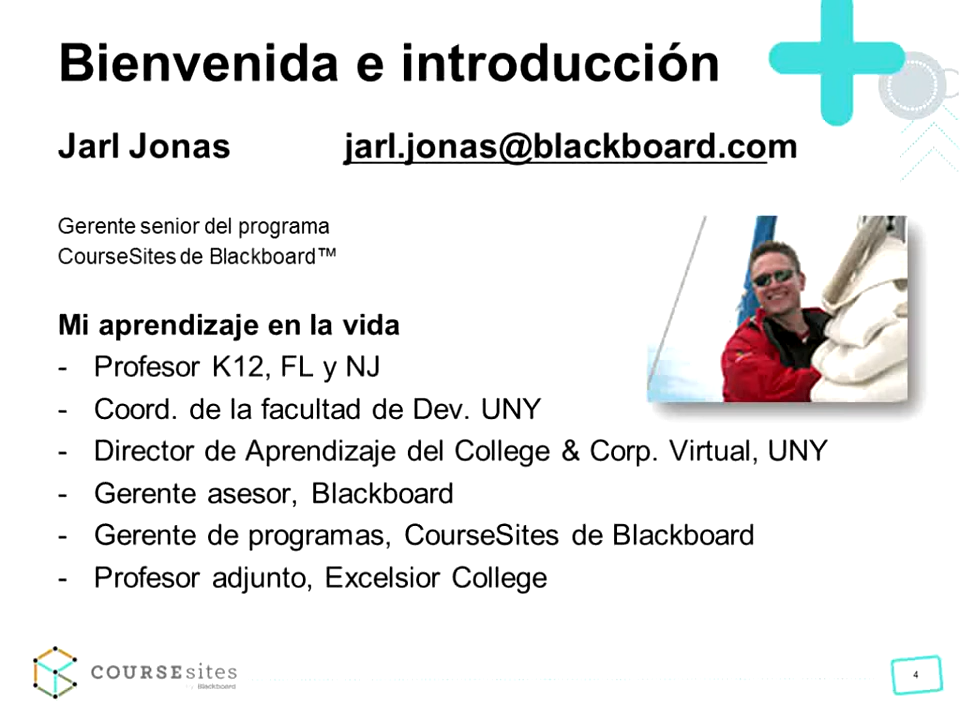 Bienvenida e introducción
Jarl Jonas jarl.jonas@blackboard.com
Gerente senior del programa
CourseSites de Blackboard™
Mi aprendizaje en la vida
- Profesor K12, FL y NJ
- Coord. de la facultad de Dev. UNY
- Director de Aprendizaje del College & Corp. Virtual, UNY
- Gerente asesor, Blackboard
- Gerente de programas, CourseSites de Blackboard
- Profesor adjunto, Excelsior College
COURSEsites
by Blackboard
4